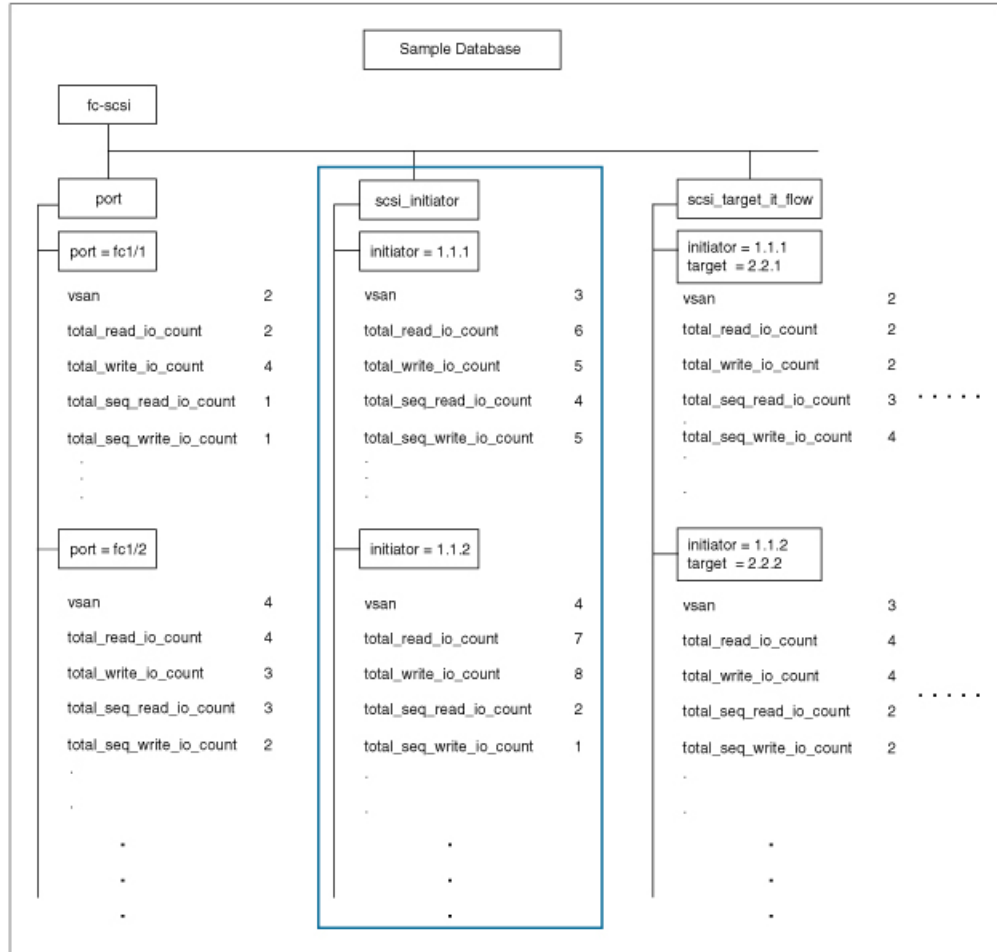 Sample Database
fc-scsi
port
port = fc1/1
vsan 2
total_read_io_count 2
total_write_io_count 4
total_seq_read_io_count 1
total_seq_write_io_count 1
port = fc1/2
vsan 4
total_read_io_count 4
total_write_io_count 3
total_seq_read_io_count 3
total_seq_write_io_count 2
scsi_initiator
initiator = 1.1.1
vsan 3
total_read_io_count 6
total_write_io_count 5
total_seq_read_io_count 4
total_seq_write_io_count 5
initiator = 1.1.2
vsan 4
total_read_io_count 7
total_write_io_count 8
total_seq_read_io_count 2
total_seq_write_io_count 1
scsi_target_it_flow
initiator = 1.1.1
target = 2.2.1
vsan 2
total_read_io_count 2
total_write_io_count 2
total_seq_read_io_count 3
total_seq_write_io_count 4
initiator = 1.1.2
target = 2.2.2
vsan 3
total_read_io_count 4
total_write_io_count 4
total_seq_read_io_count 2
total_seq_write_io_count 2